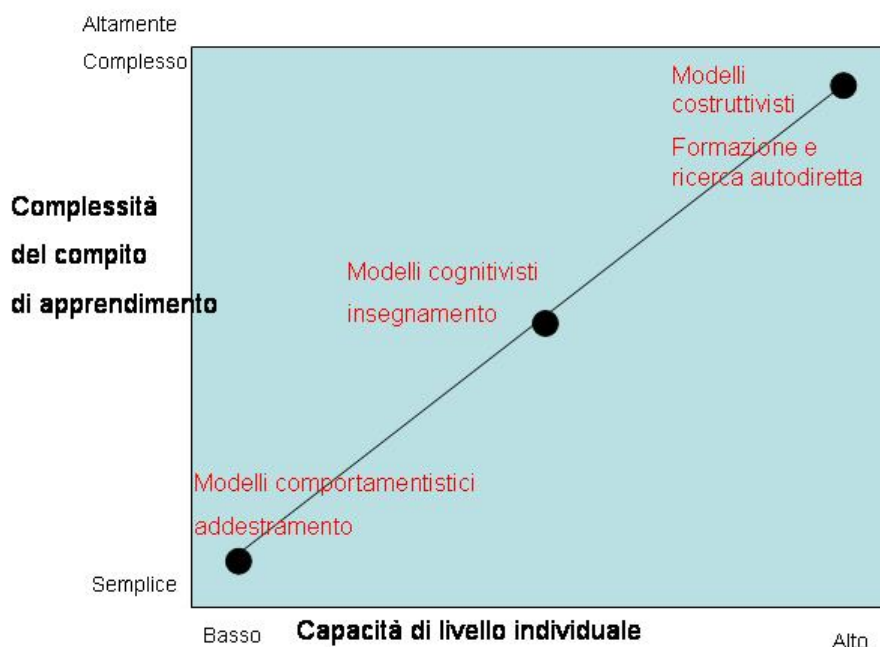 Altamente
Complesso
Modelli
costruttivisti
Formazione e
ricerca autodiretta
Complessità
del compito
di apprendimento
Modelli cognitivisti
insegnamento
Modelli comportamentistici
addestramento
Semplice
Basso
Capacità di livello individuale
Alto